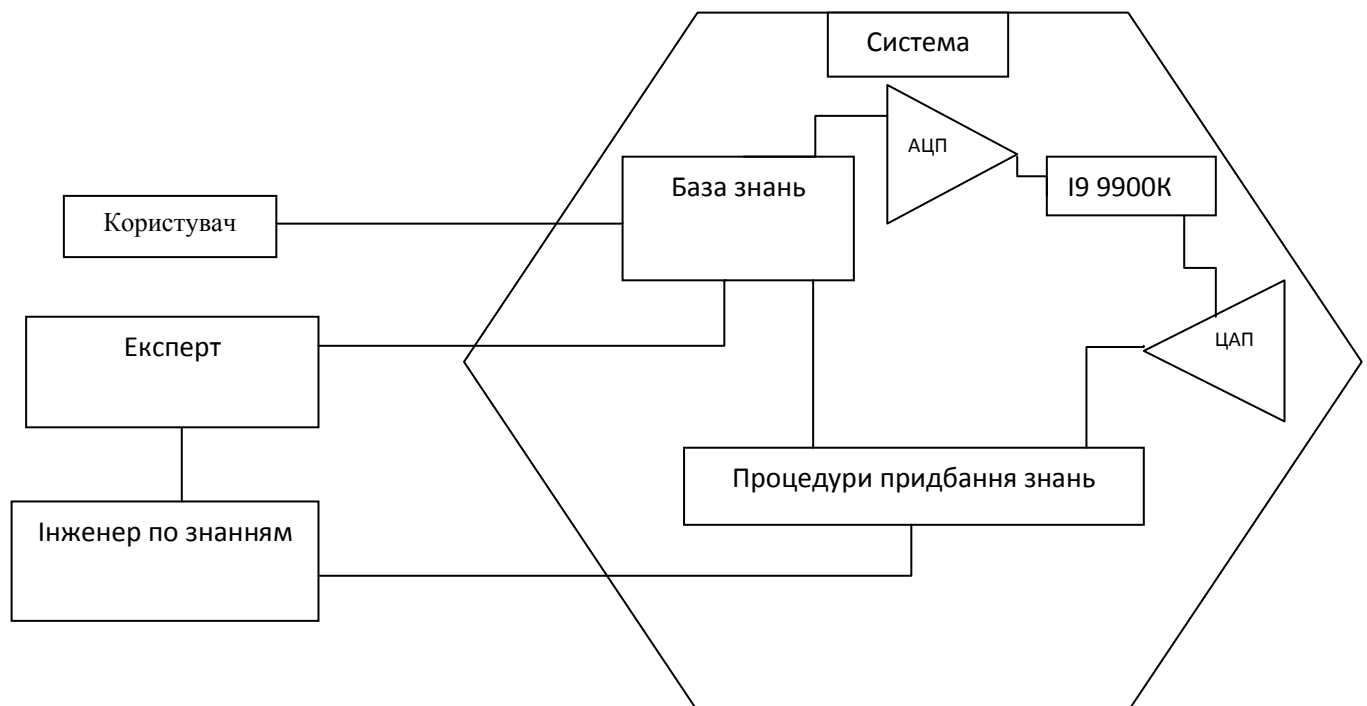 Система
АЦП
База знань
І9 9900К
Користувач
ЦАП
Експерт
Процедури придбання знань
Інженер по знанням